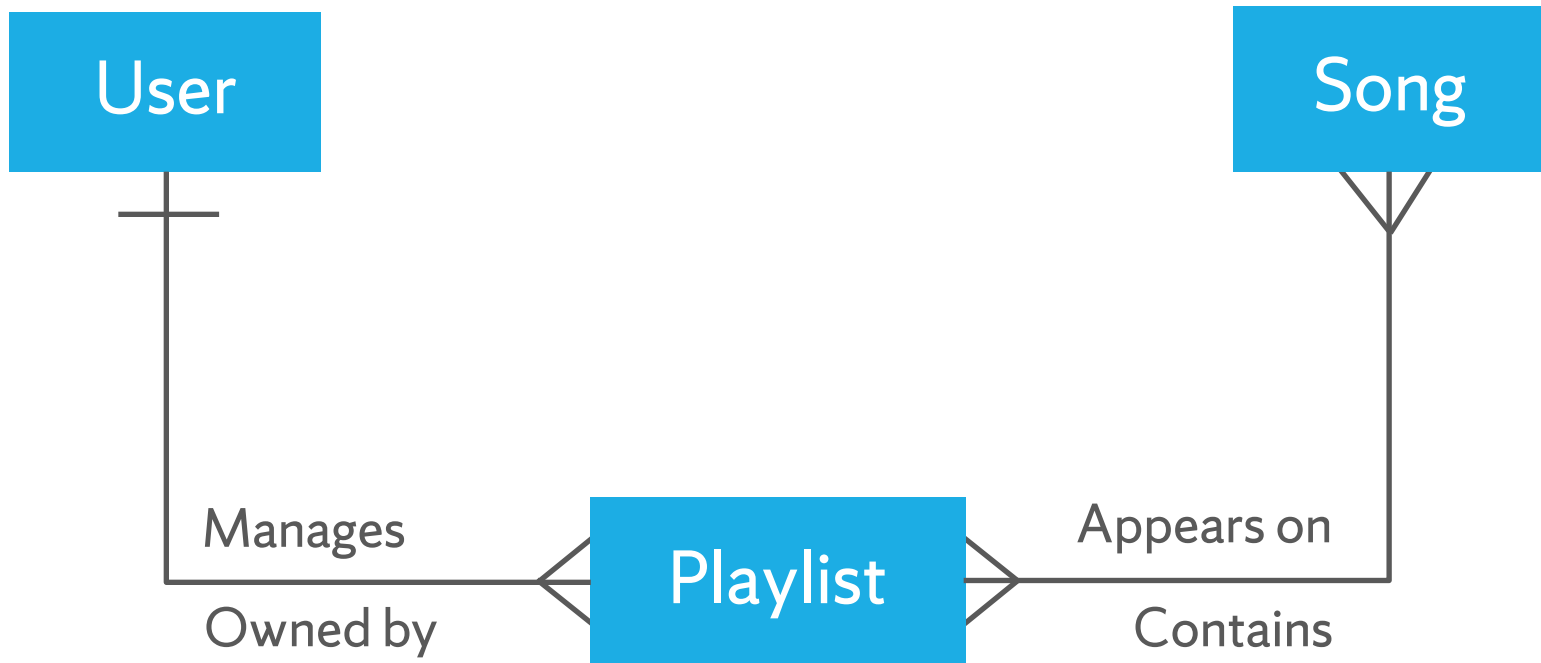 User
Song
Manages
Appears on
Playlist
Owned by
Contains